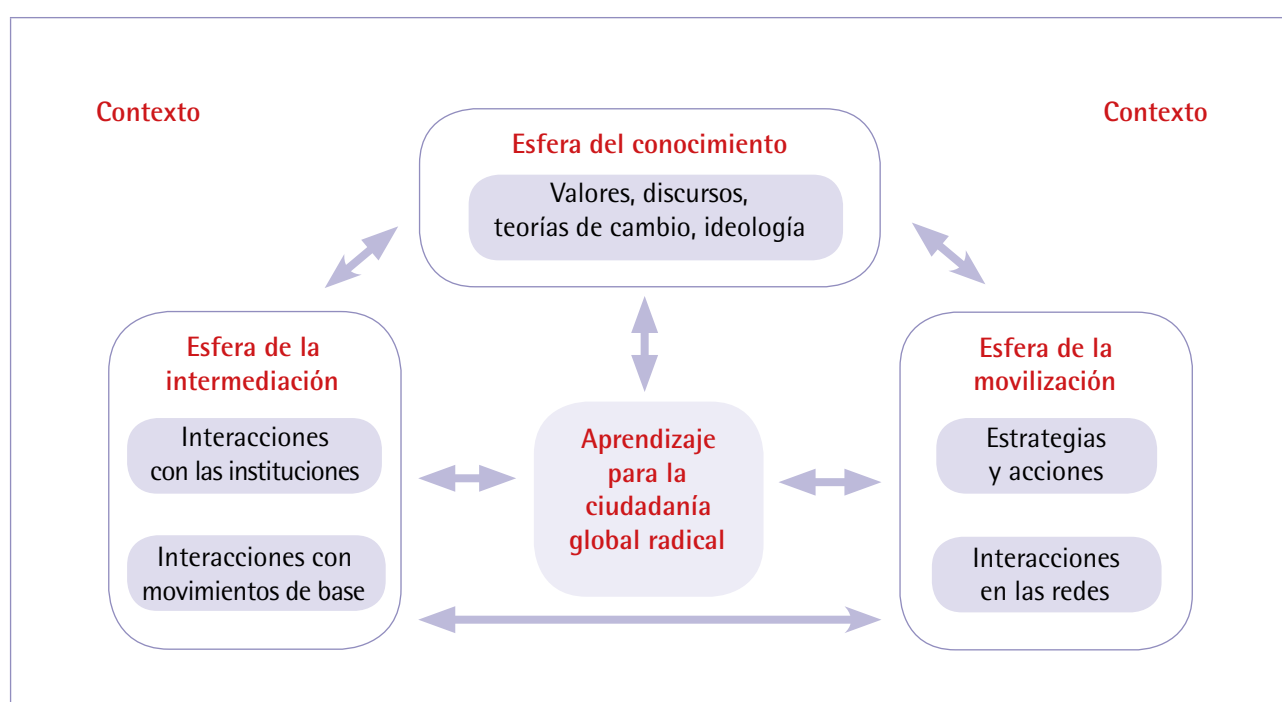 Contexto
Contexto
Esfera del conocimiento
Valores, discursos,
teorías de cambio, ideología
Esfera de la
intermediación
Interacciones
con las instituciones
Interacciones con
movimientos de base
Aprendizaje
para la
ciudadanía
global radical
Esfera de la
movilización
Estrategias
y acciones
Interacciones
en las redes